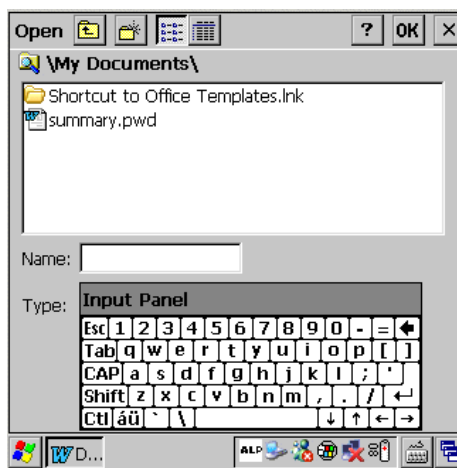 Open ? OK ×
\My Documents\
Shortcut to Office Templates.lnk
summary.pwd
Name:
Type:
Input Panel
Esc 1 2 3 4 5 6 7 8 9 0 - =
Tab q w e r t y u i o p [ ]
CAP a s d f g h j k l ; '
Shift z x c v b n m , . /
Ctl áü ` \
W D... ALP